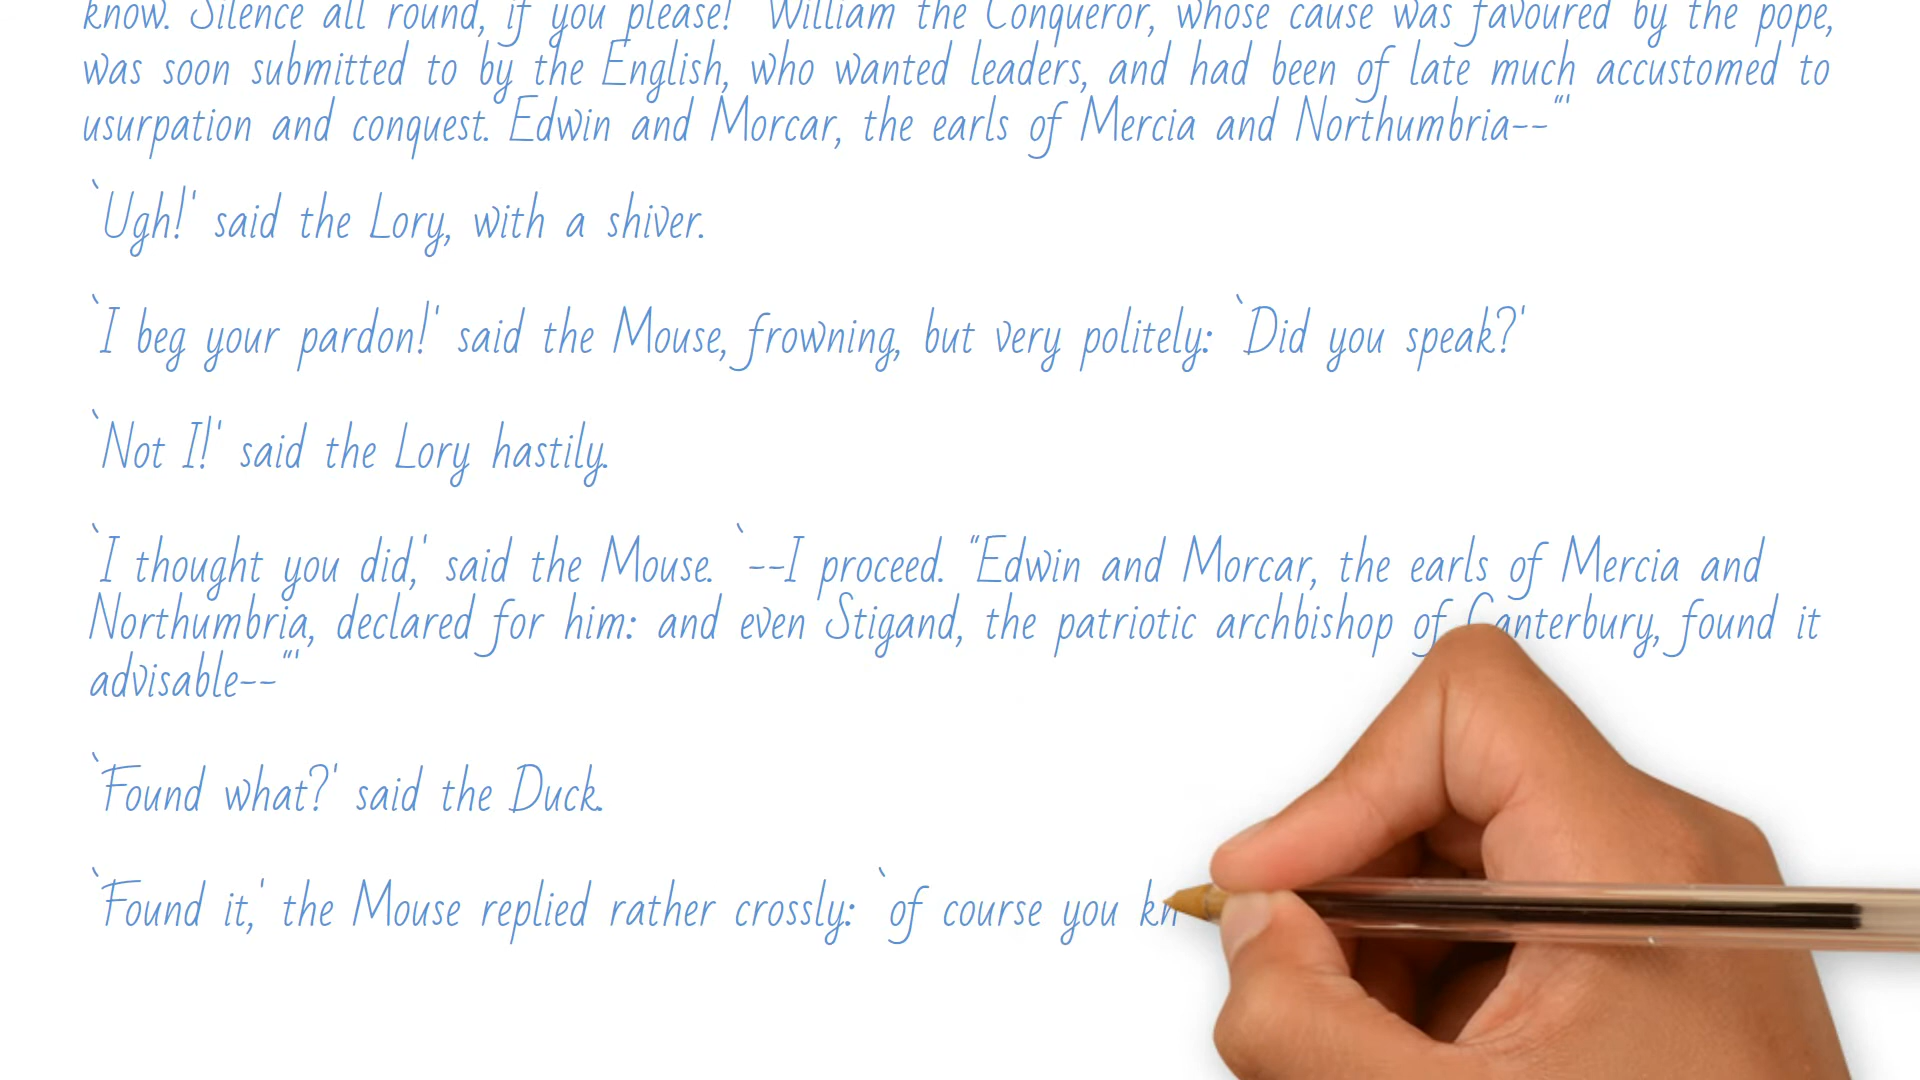 know. Silence all round, if you please! "William the Conqueror, whose cause was favoured by the pope,
was soon submitted to by the English, who wanted leaders, and had been of late much accustomed to
usurpation and conquest. Edwin and Morcar, the earls of Mercia and Northumbria--"'
`Ugh!' said the Lory, with a shiver.
`I beg your pardon!' said the Mouse, frowning, but very politely: `Did you speak?'
`Not I!' said the Lory hastily.
`I thought you did,' said the Mouse. `--I proceed. "Edwin and Morcar, the earls of Mercia and
Northumbria, declared for him: and even Stigand, the patriotic archbishop of Canterbury, found it
advisable--"'
`Found what?' said the Duck.
`Found it,' the Mouse replied rather crossly: `of course you kn